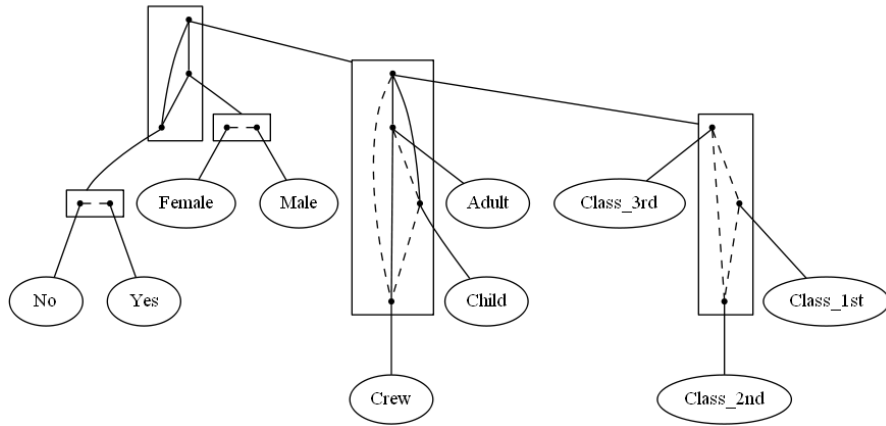 Female
Male
Adult
Class_3rd
No
Yes
Child
Class_1st
Crew
Class_2nd